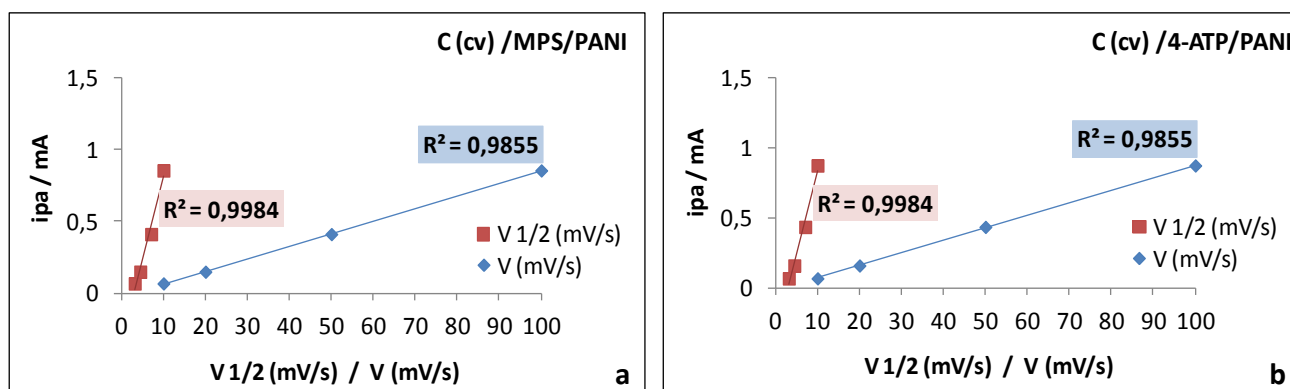 C (cv) /MPS/PANI
1,5
1
0,5
0
ipa / mA
R² = 0,9855
R² = 0,9984
V 1/2 (mV/s)
V (mV/s)
0 10 20 30 40 50 60 70 80 90 100
V 1/2 (mV/s) / V (mV/s)
a
C (cv) /4-ATP/PANI
1,5
1
0,5
0
ipa / mA
R² = 0,9855
R² = 0,9984
V 1/2 (mV/s)
V (mV/s)
0 10 20 30 40 50 60 70 80 90 100
V 1/2 (mV/s) / V (mV/s)
b